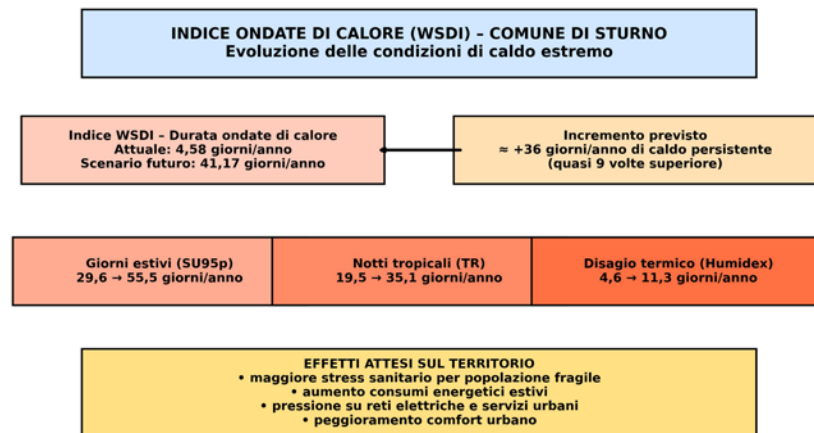 INDICE ONDATE DI CALORE (WSDI) – COMUNE DI STURNO
Evoluzione delle condizioni di caldo estremo
Indice WSDI – Durata ondate di calore
Attuale: 4,58 giorni/anno
Scenario futuro: 41,17 giorni/anno
Incremento previsto
≈ +36 giorni/anno di caldo persistente
(quasi 9 volte superiore)
Giorni estivi (SU95p)
29,6 → 55,5 giorni/anno
Notti tropicali (TR)
19,5 → 35,1 giorni/anno
Disagio termico (Humidex)
4,6 → 11,3 giorni/anno
EFFETTI ATTESI SUL TERRITORIO
• maggiore stress sanitario per popolazione fragile
• aumento consumi energetici estivi
• pressione su reti elettriche e servizi urbani
• peggioramento comfort urbano